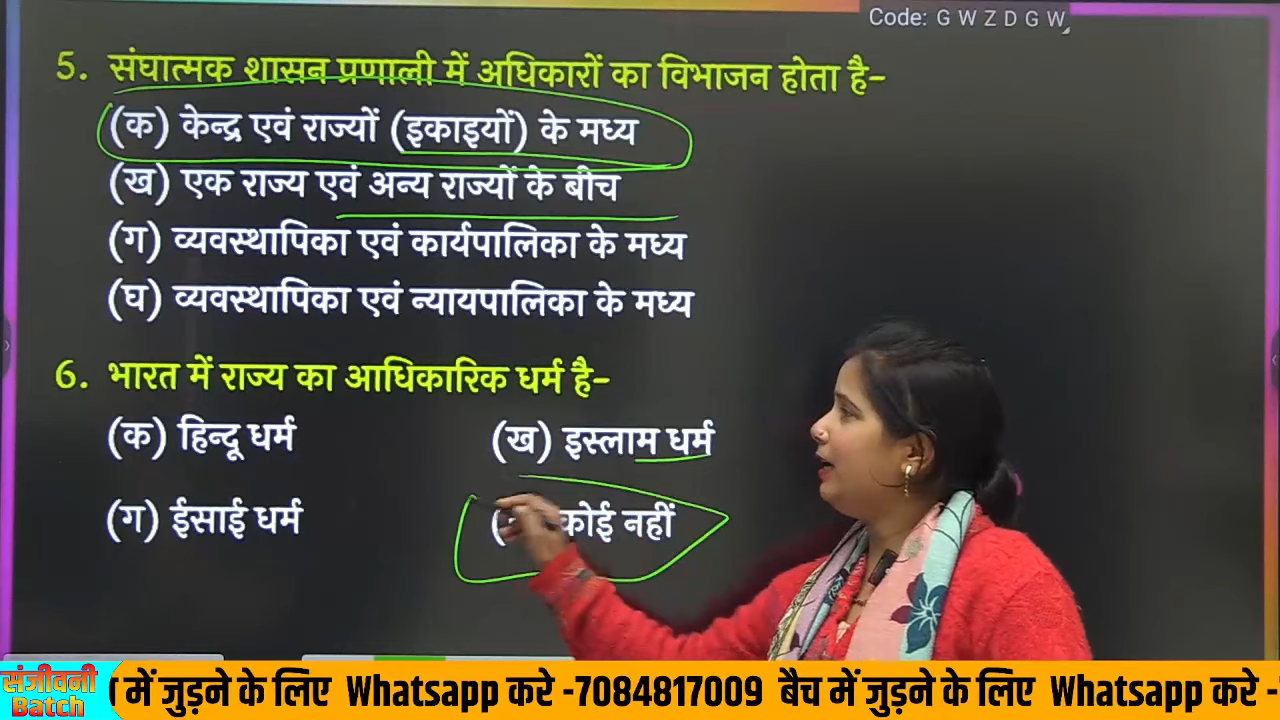 Code: G W Z D G W
5. संघात्मक शासन प्रणाली में अधिकारों का विभाजन होता है-
(क) केन्द्र एवं राज्यों (इकाइयों) के मध्य
(ख) एक राज्य एवं अन्य राज्यों के बीच
(ग) व्यवस्थापिका एवं कार्यपालिका के मध्य
(घ) व्यवस्थापिका एवं न्यायपालिका के मध्य
6. भारत में राज्य का आधिकारिक धर्म है-
(क) हिन्दू धर्म (ख) इस्लाम धर्म
(ग) ईसाई धर्म कोई नहीं
संजीवनी
Batch
में जुड़ने के लिए Whatsapp करे -7084817009 बैच में जुड़ने के लिए Whatsapp करे -